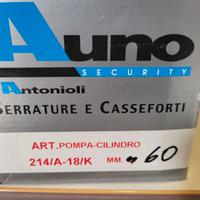 Auno
SECURITY
Antonioli
SERRATURE E CASSEFORTI
ART,POMPA-CILINDRO
214/A-18/K MM. 60